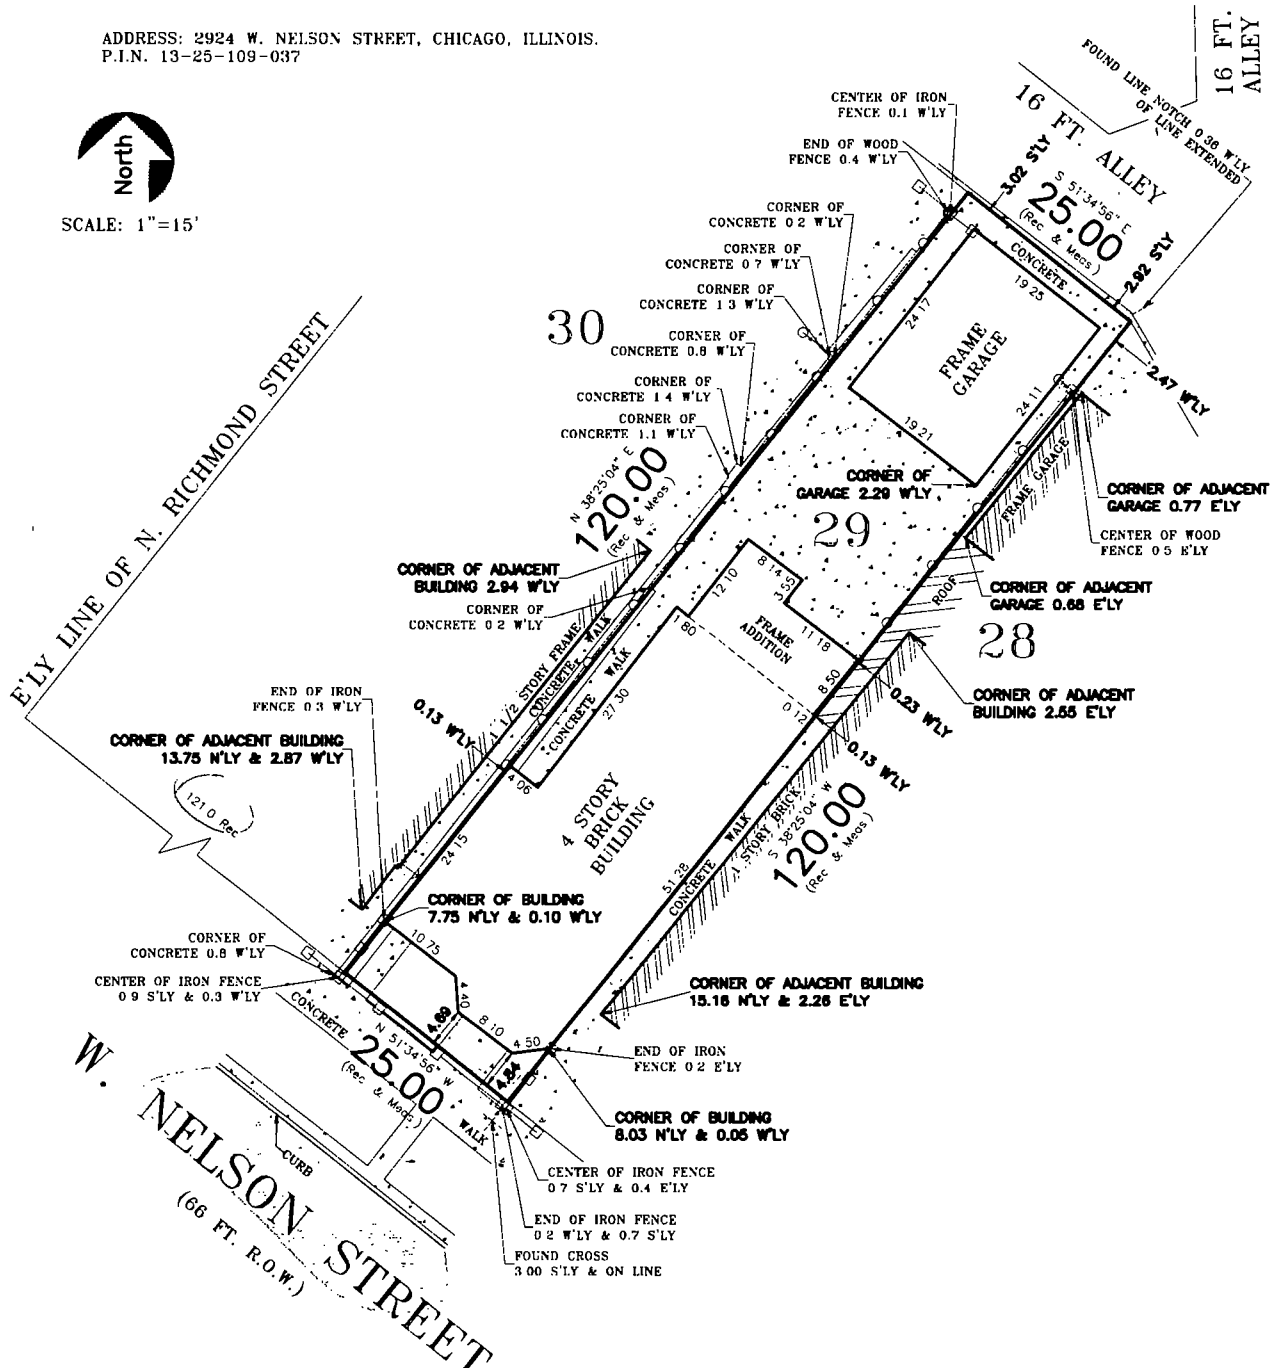 ADDRESS: 2924 W. NELSON STREET, CHICAGO, ILLINOIS.
P.I.N. 13-25-109-037
North
SCALE: 1"=15'
16 FT.
ALLEY
FOUND LINE NOTCH 0.36 W'LY
OF LINE EXTENDED
16 FT. ALLEY
CENTER OF IRON
FENCE 0.1 W'LY
END OF WOOD
FENCE 0.4 W'LY
3.02 S'LY
S 51°34'56" E
25.00
(Rec & Meas)
2.92 S'LY
CONCRETE
CORNER OF
CONCRETE 0 2 W'LY
CORNER OF
CONCRETE 0 7 W'LY
CORNER OF
CONCRETE 1 3 W'LY
CORNER OF
CONCRETE 0.8 W'LY
CORNER OF
CONCRETE 1 4 W'LY
CORNER OF
CONCRETE 1.1 W'LY
30
19 25
24 17
FRAME
GARAGE
24 11
19 21
2.47 W'LY
E'LY LINE OF N. RICHMOND STREET
N 38°25'04" E
120.00
(Rec & Meas)
CORNER OF
GARAGE 2.29 W'LY
FRAME GARAGE
CORNER OF ADJACENT
GARAGE 0.77 E'LY
CENTER OF WOOD
FENCE 0 5 E'LY
29
CORNER OF ADJACENT
BUILDING 2.94 W'LY
CORNER OF
CONCRETE 0 2 W'LY
12 10
8 14
3.55
11 18
1 80
FRAME
ADDITION
ROOF
CORNER OF ADJACENT
GARAGE 0.68 E'LY
28
8 50
0.23 W'LY
0 12
0.13 W'LY
CORNER OF ADJACENT
BUILDING 2.55 E'LY
1 1/2 STORY FRAME
CONCRETE WALK
CONCRETE WALK
27 30
END OF IRON
FENCE 0 3 W'LY
0.13 W'LY
CORNER OF ADJACENT BUILDING
13.75 N'LY & 2.87 W'LY
4 06
121 0 Rec
24 15
4 STORY
BRICK
BUILDING
51 28
CONCRETE WALK
1 STORY BRICK
S 38°25'04" W
120.00
(Rec & Meas)
CORNER OF BUILDING
7.75 N'LY & 0.10 W'LY
CORNER OF
CONCRETE 0.8 W'LY
CENTER OF IRON FENCE
0 9 S'LY & 0.3 W'LY
10 75
4 40
4.69
8 10
4 50
4.84
CORNER OF ADJACENT BUILDING
15.16 N'LY & 2.26 E'LY
END OF IRON
FENCE 0 2 E'LY
CONCRETE WALK
N 51°34'56" W
25.00
(Rec & Meas)
CORNER OF BUILDING
8.03 N'LY & 0.05 W'LY
CURB
CENTER OF IRON FENCE
0 7 S'LY & 0.4 E'LY
END OF IRON FENCE
0 2 W'LY & 0.7 S'LY
FOUND CROSS
3 00 S'LY & ON LINE
W. NELSON STREET
(66 FT. R.O.W.)